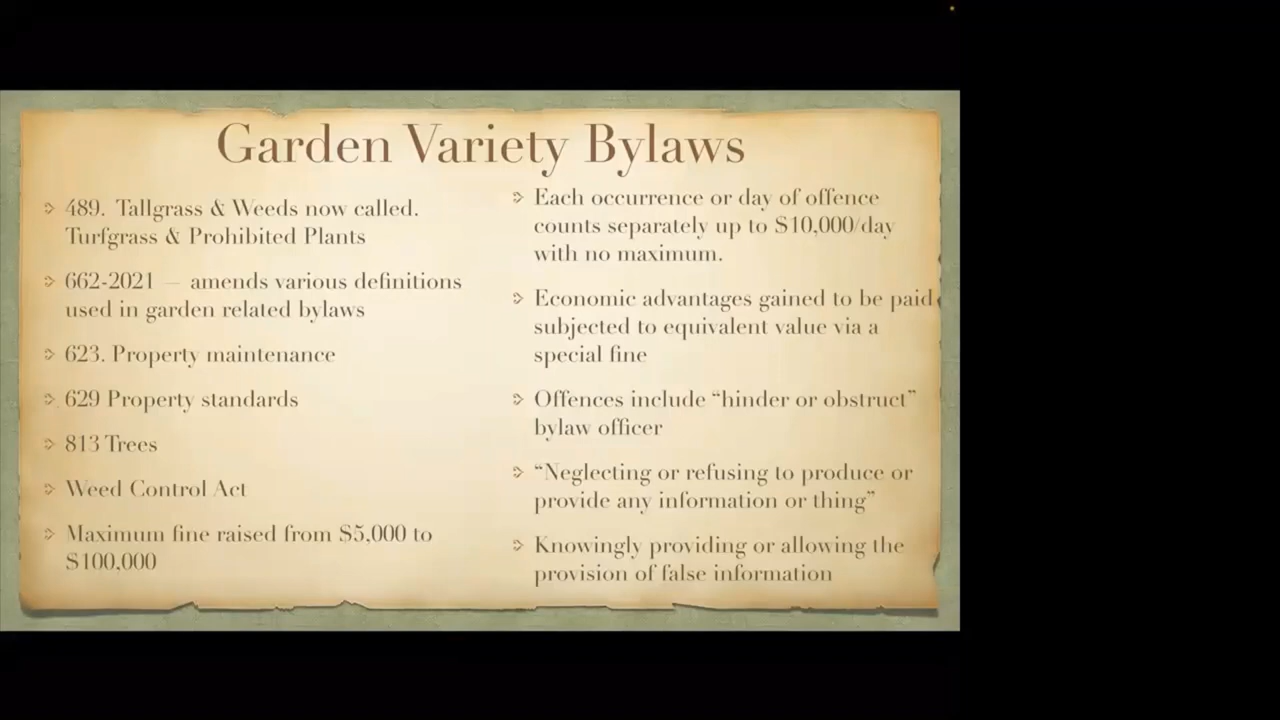 Garden Variety Bylaws
489. Tallgrass & Weeds now called.
Turfgrass & Prohibited Plants
662-2021 — amends various definitions
used in garden related bylaws
623. Property maintenance
629 Property standards
813 Trees
Weed Control Act
Maximum fine raised from $5,000 to
$100,000
Each occurrence or day of offence
counts separately up to $10,000/day
with no maximum.
Economic advantages gained to be paid
subjected to equivalent value via a
special fine
Offences include “hinder or obstruct”
bylaw officer
“Neglecting or refusing to produce or
provide any information or thing”
Knowingly providing or allowing the
provision of false information